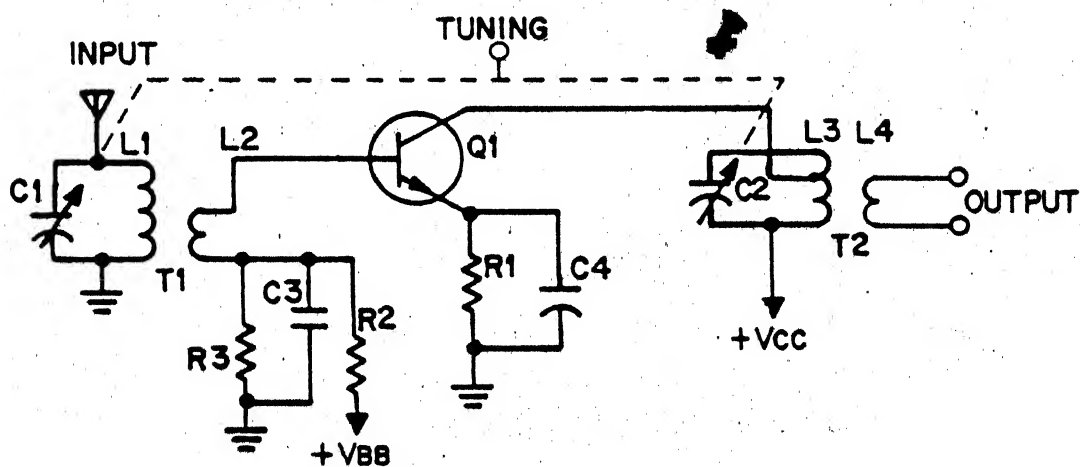 TUNING
INPUT
L1
L2
Q1
L3 L4
C1
C2
OUTPUT
T1
T2
R1
C4
C3
R2
R3
+VCC
+VBB